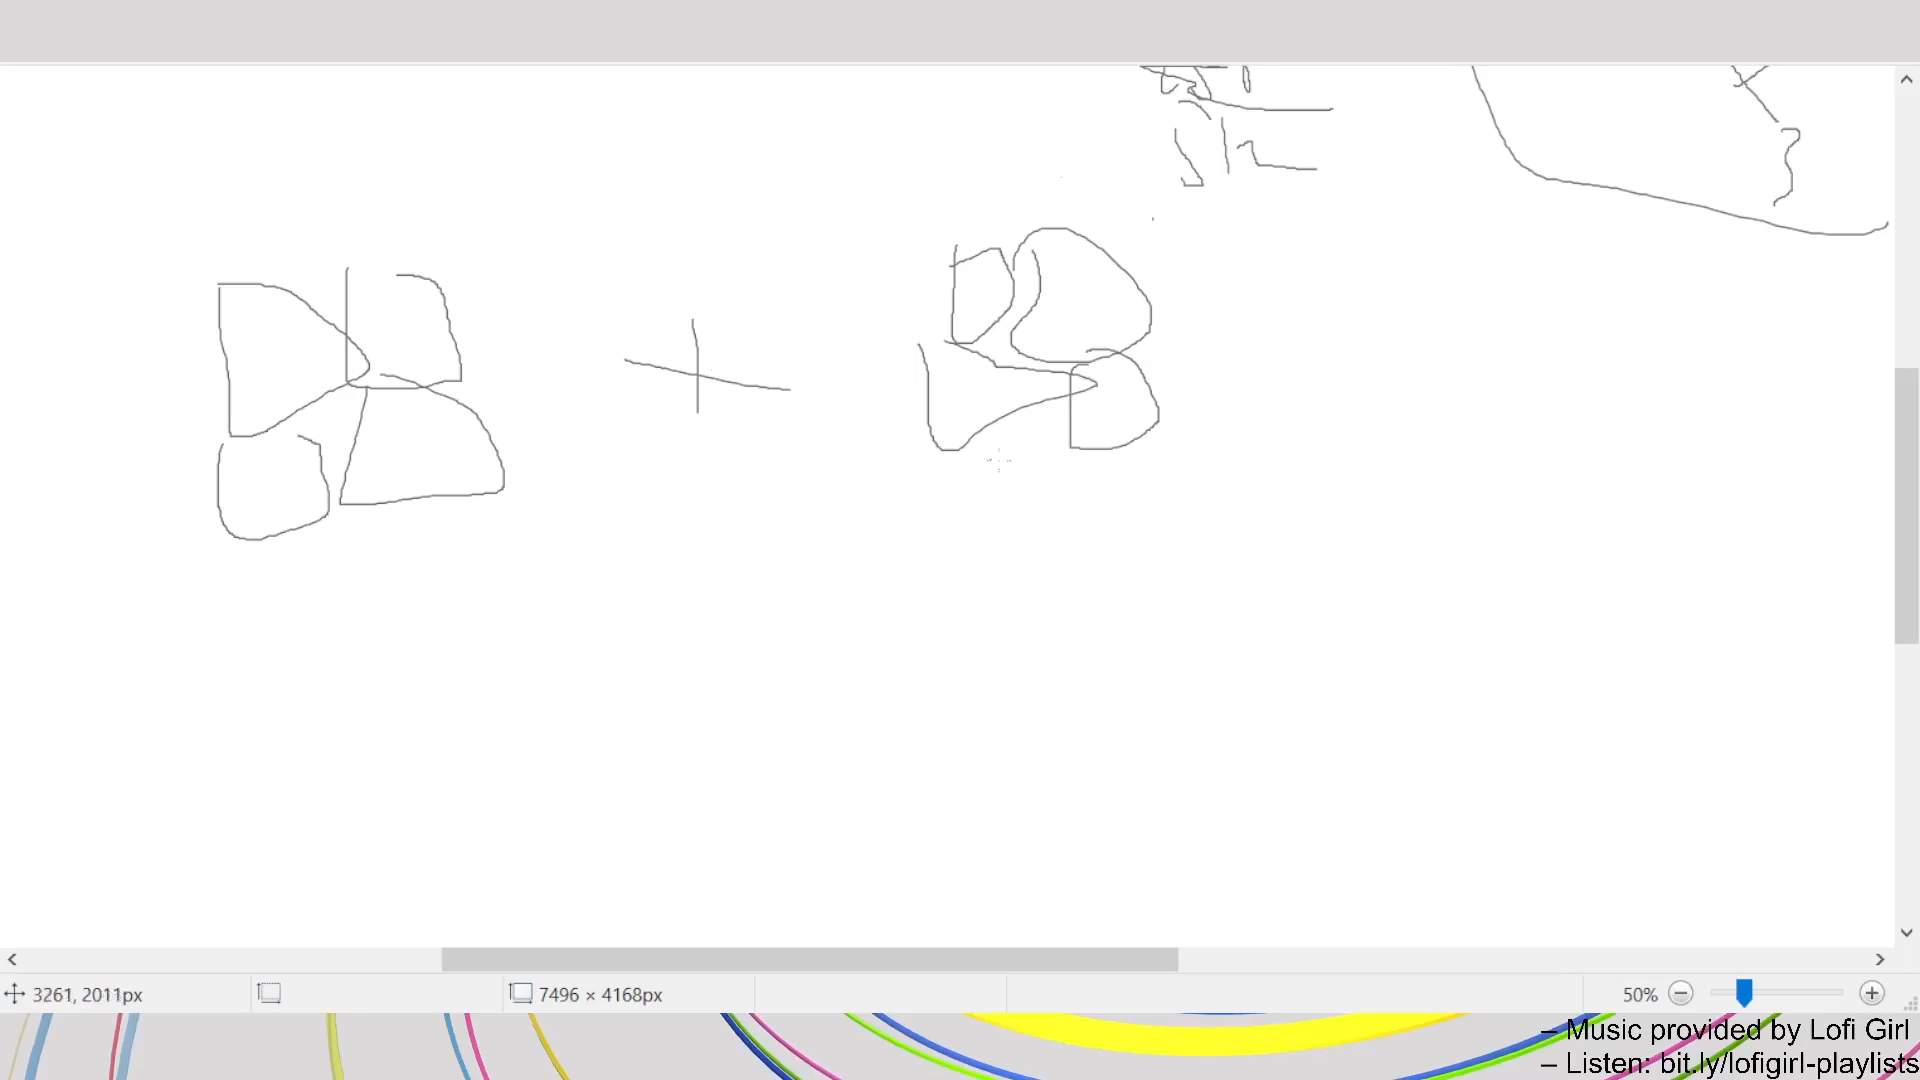 3261, 2011px
7496 × 4168px
50%
– Music provided by Lofi Girl
– Listen: bit.ly/lofigirl-playlists